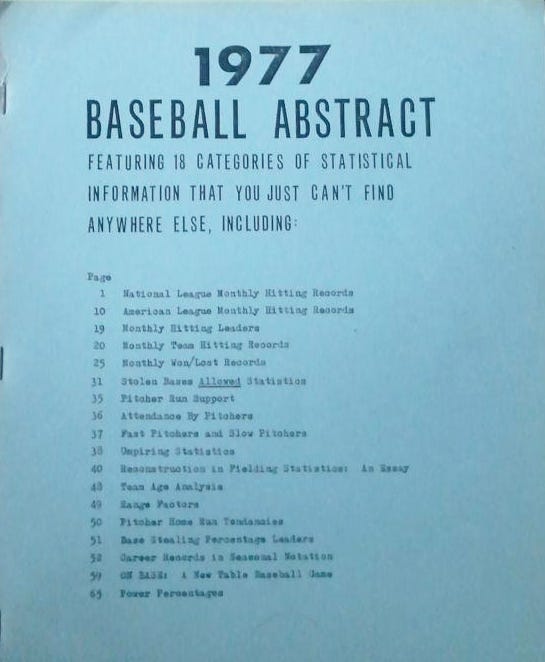 1977
BASEBALL ABSTRACT
FEATURING 18 CATEGORIES OF STATISTICAL
INFORMATION THAT YOU JUST CAN'T FIND
ANYWHERE ELSE, INCLUDING:
Page
1 National League Monthly Hitting Records
10 American League Monthly Hitting Records
19 Monthly Hitting Leaders
20 Monthly Team Hitting Records
25 Monthly Won/Lost Records
31 Stolen Bases Allowed Statistics
35 Pitcher Run Support
36 Attendance By Pitchers
37 Fast Pitchers and Slow Pitchers
38 Umpiring Statistics
40 Reconstruction in Fielding Statistics: An Essay
48 Team Age Analysis
49 Range Factors
50 Pitcher Home Run Tendancies
51 Base Stealing Percentage Leaders
52 Career Records in Seasonal Notation
59 ON BASE: A New Table Baseball Game
65 Power Percentages